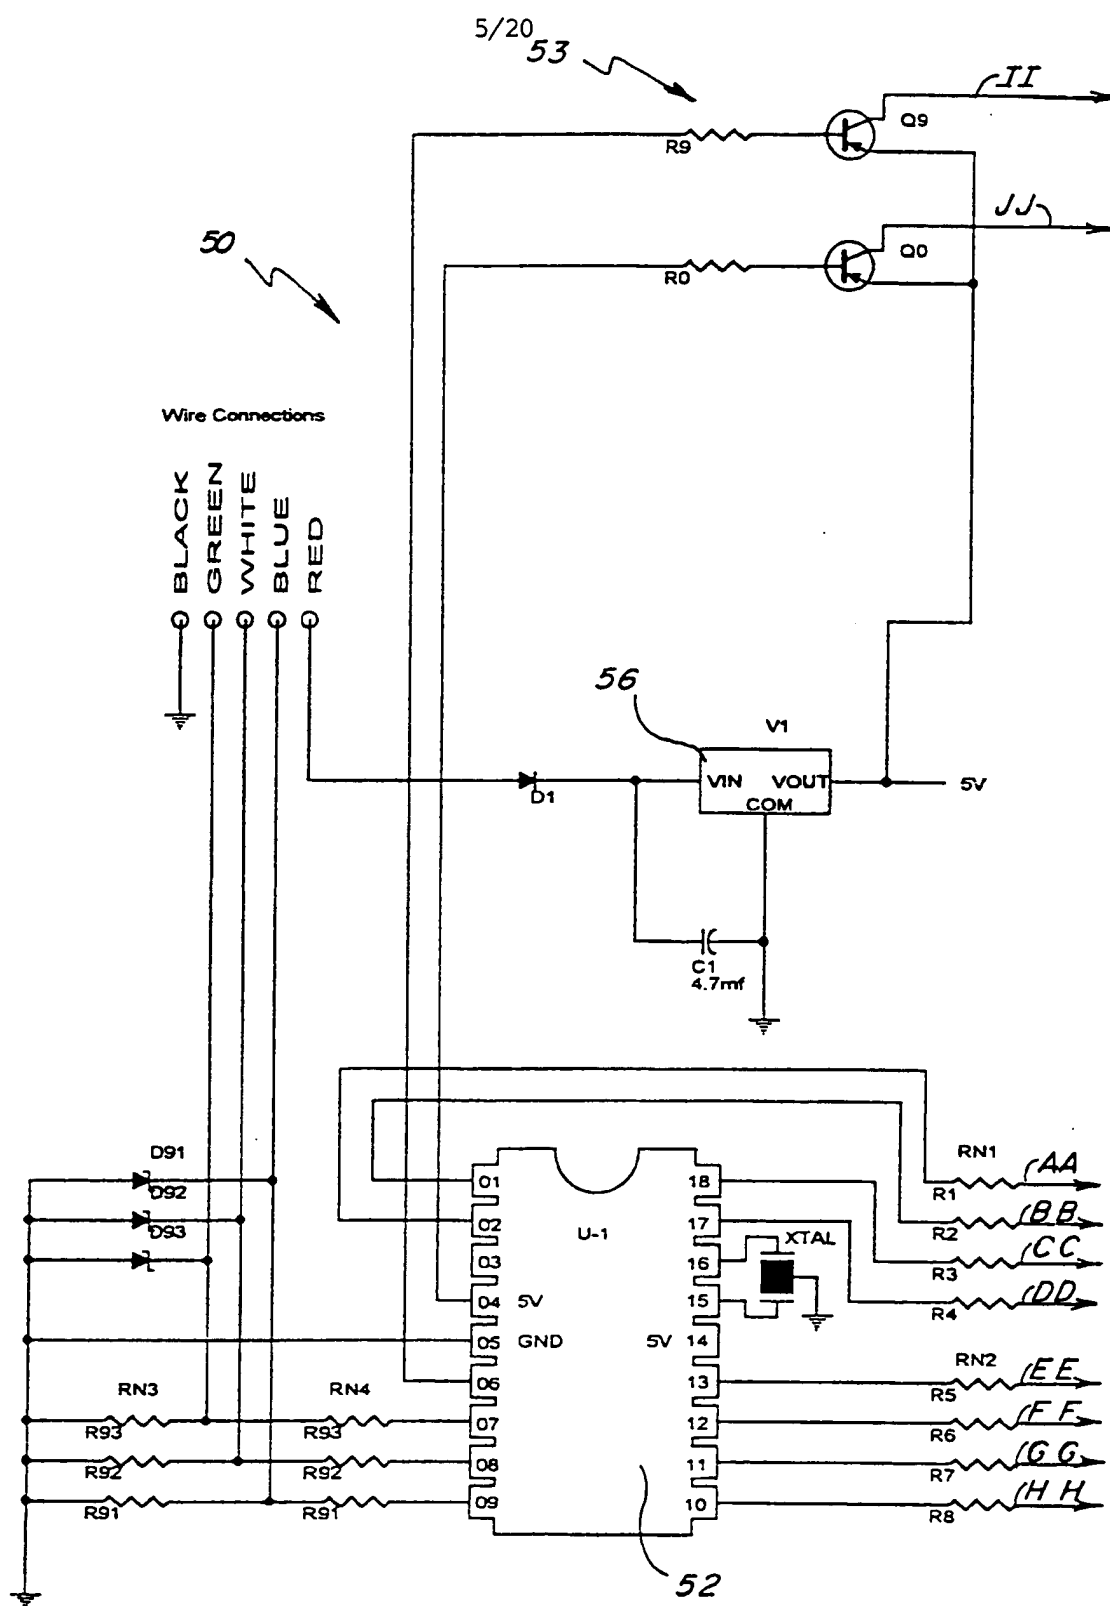 5/20
53
II
Q9
R9
JJ
50
Q0
R0
Wire Connections
BLACK
GREEN
WHITE
BLUE
RED
56
V1
VIN VOUT
COM
5V
D1
C1
4.7mf
D91
D92
D93
RN1
AA
R1
BB
R2
CC
R3
DD
R4
01
02
03
04 5V
05 GND
06
07
08
09
U-1
18
17
16
15
5V 14
13
12
11
10
XTAL
RN2
EE
R5
FF
R6
GG
R7
HH
R8
RN3
RN4
R93
R93
R92
R92
R91
R91
52